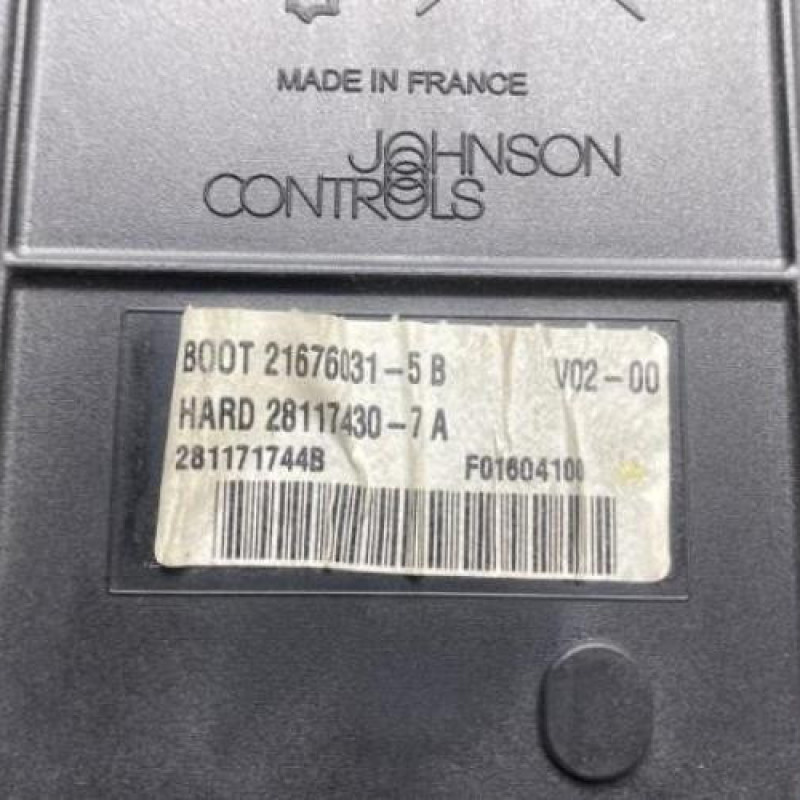 MADE IN FRANCE
JOHNSON
CONTROLS
BOOT 21676031-5 B V02-00
HARD 28117430-7 A
281171744B F01604100